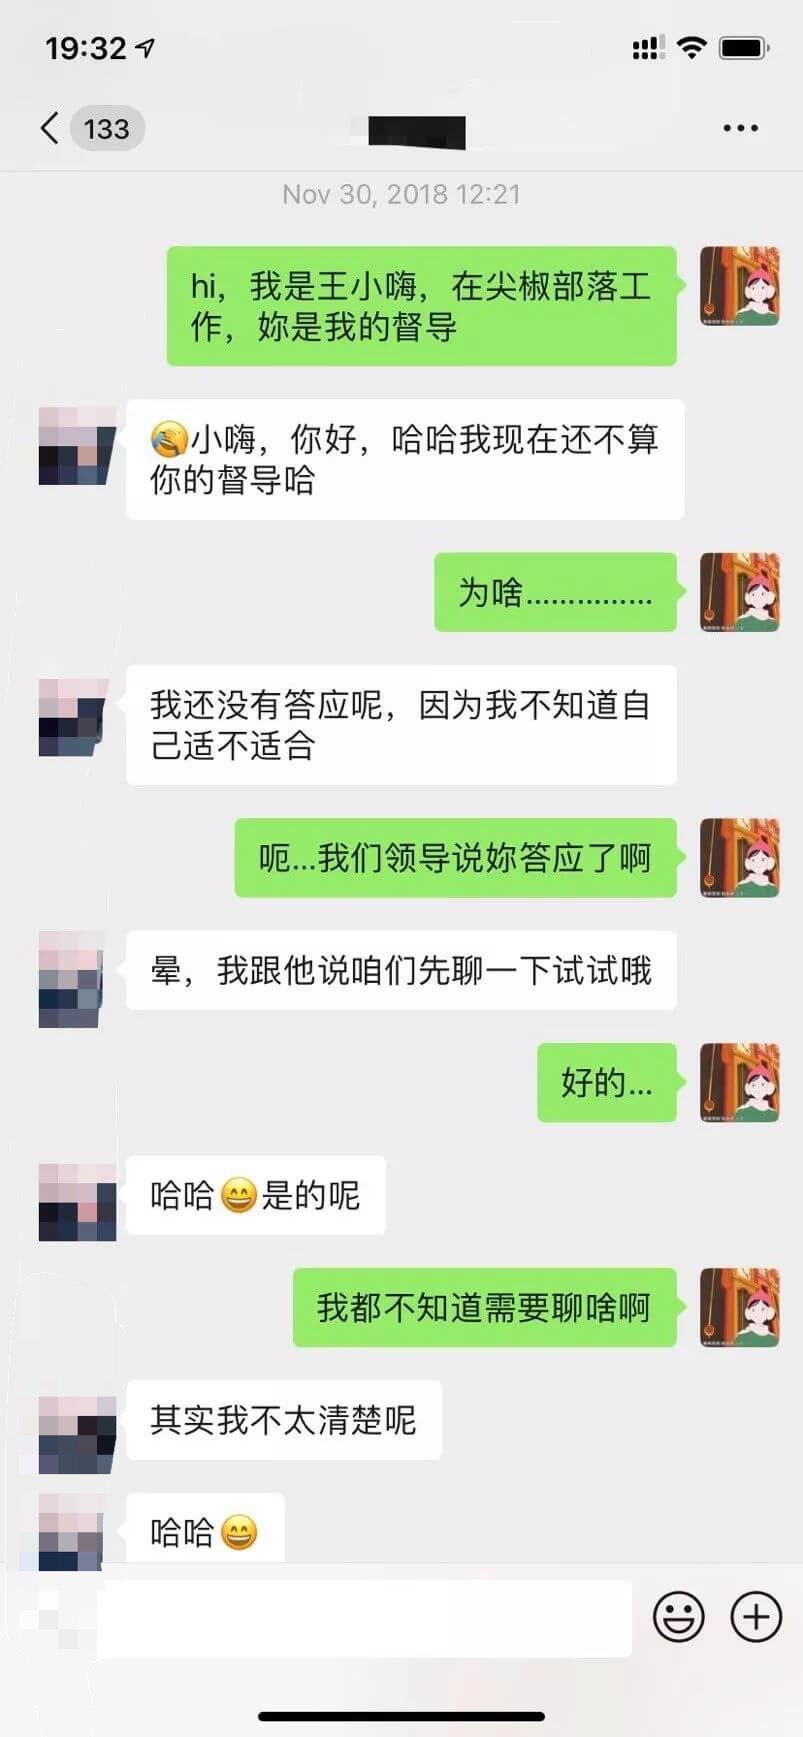 19:32
133
Nov 30, 2018 12:21
hi，我是王小嗨，在尖椒部落工
作，妳是我的督导
小嗨，你好，哈哈我现在还不算
你的督导哈
为啥..............
我还没有答应呢，因为我不知道自
己适不适合
呃...我们领导说妳答应了啊
晕，我跟他说咱们先聊一下试试哦
好的...
哈哈😄是的呢
我都不知道需要聊啥啊
其实我不太清楚呢
哈哈😄